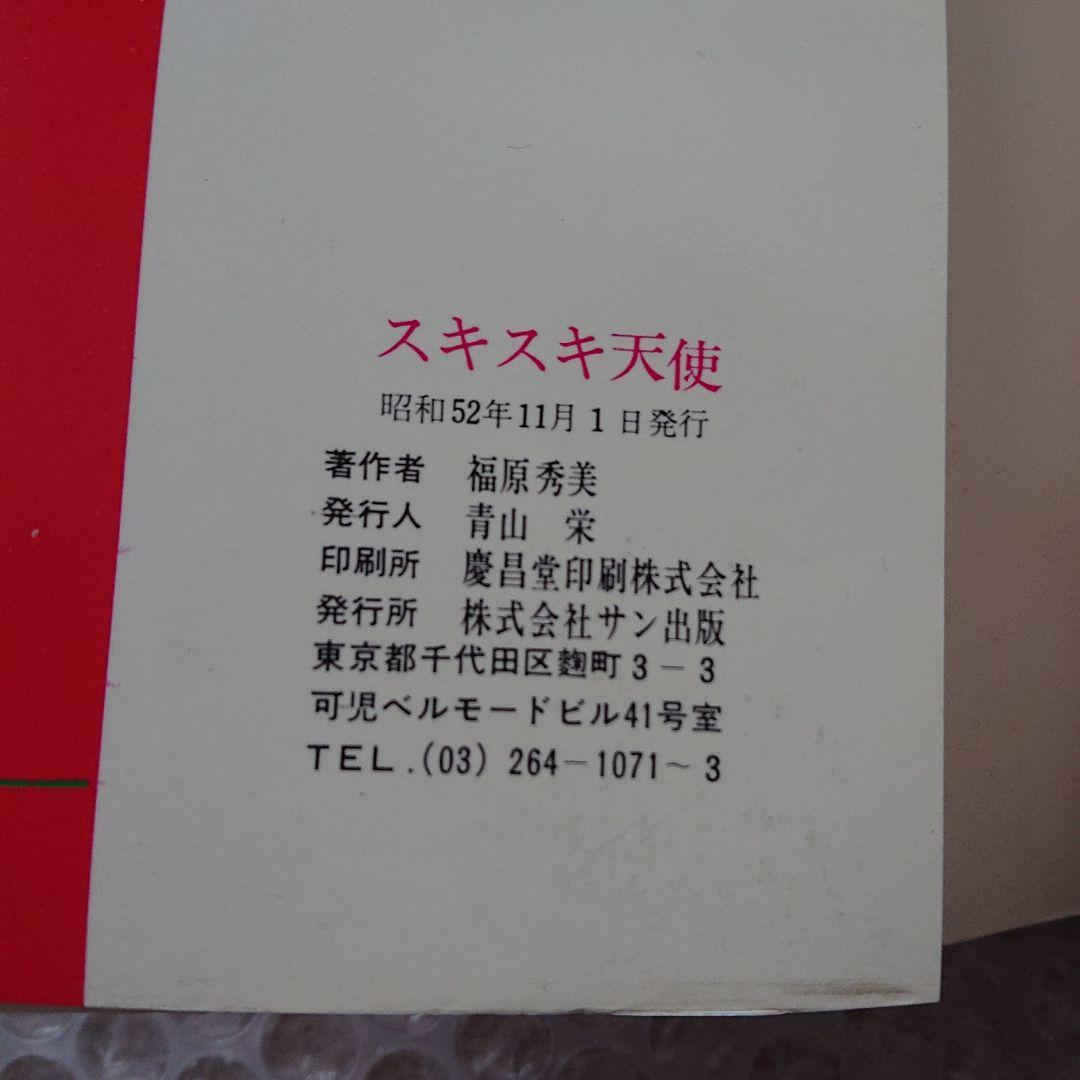 スキスキ天使
昭和52年11月1日発行
著作者 福原秀美
発行人 青山 栄
印刷所 慶昌堂印刷株式会社
発行所 株式会社サン出版
東京都千代田区麴町3-3
可児ベルモードビル41号室
TEL.(03) 264-1071~3